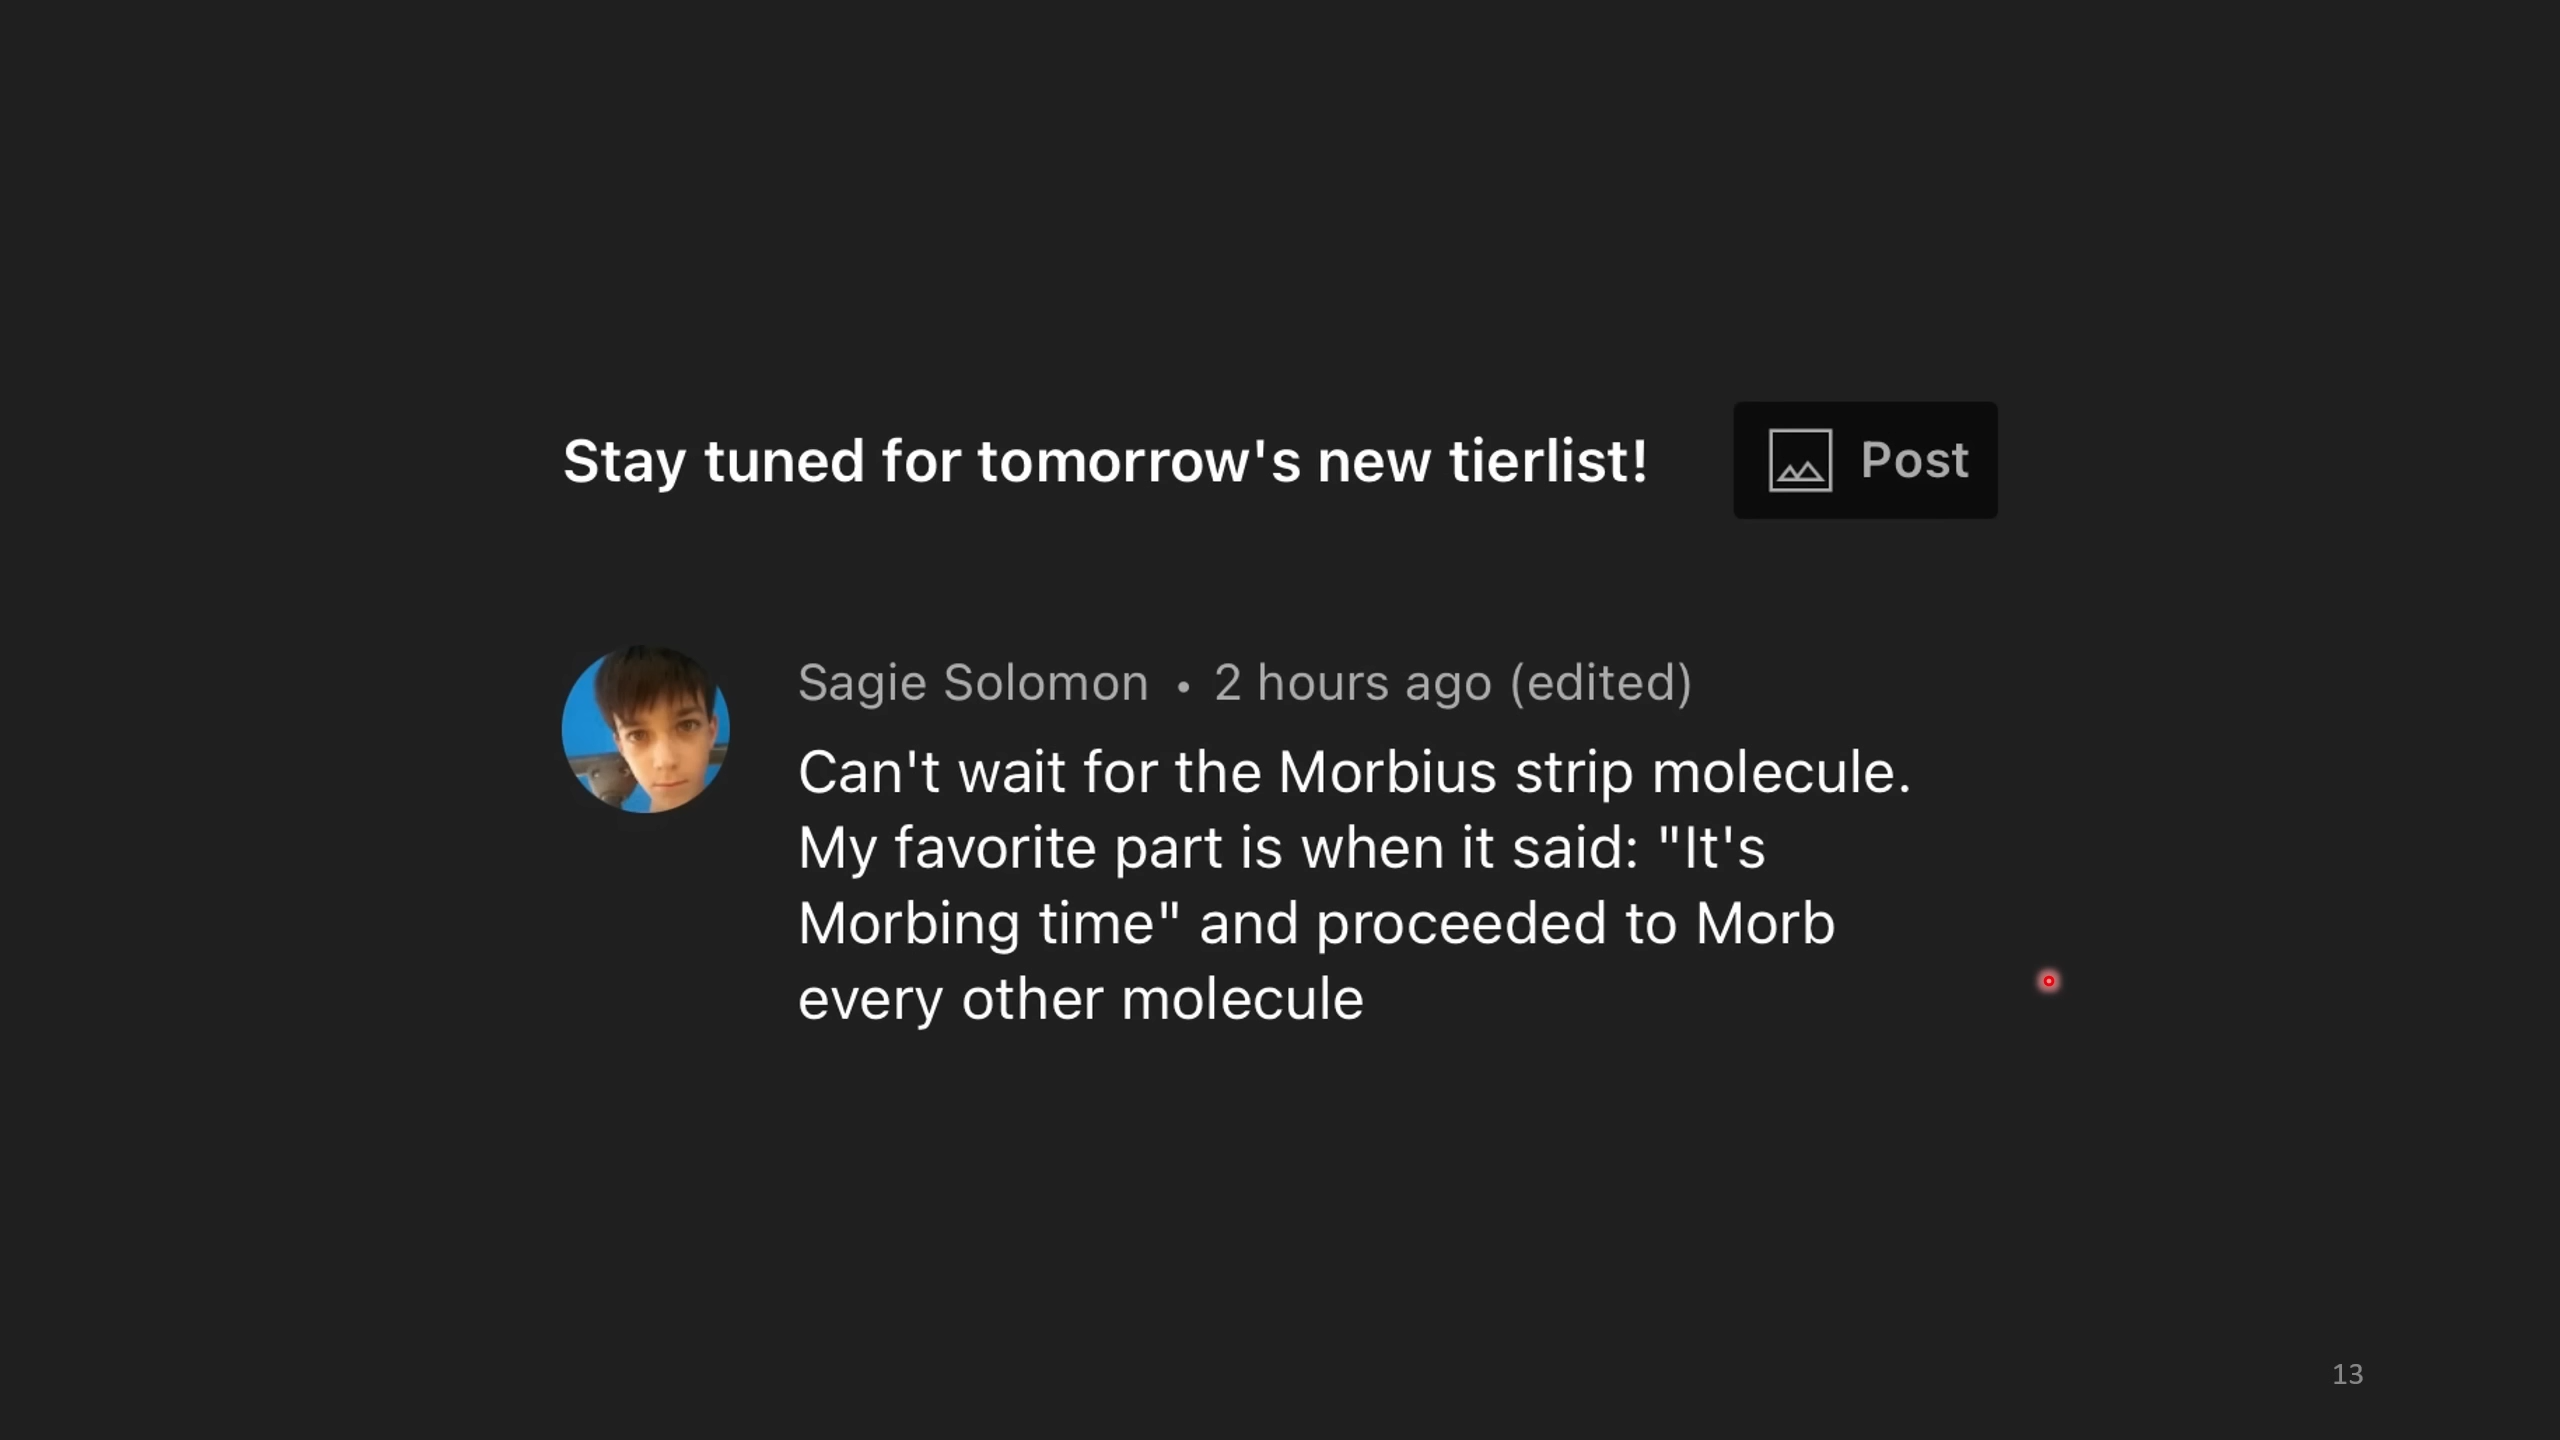 Stay tuned for tomorrow's new tierlist!
Post
Sagie Solomon • 2 hours ago (edited)
Can't wait for the Morbius strip molecule.
My favorite part is when it said: "It's
Morbing time" and proceeded to Morb
every other molecule
13